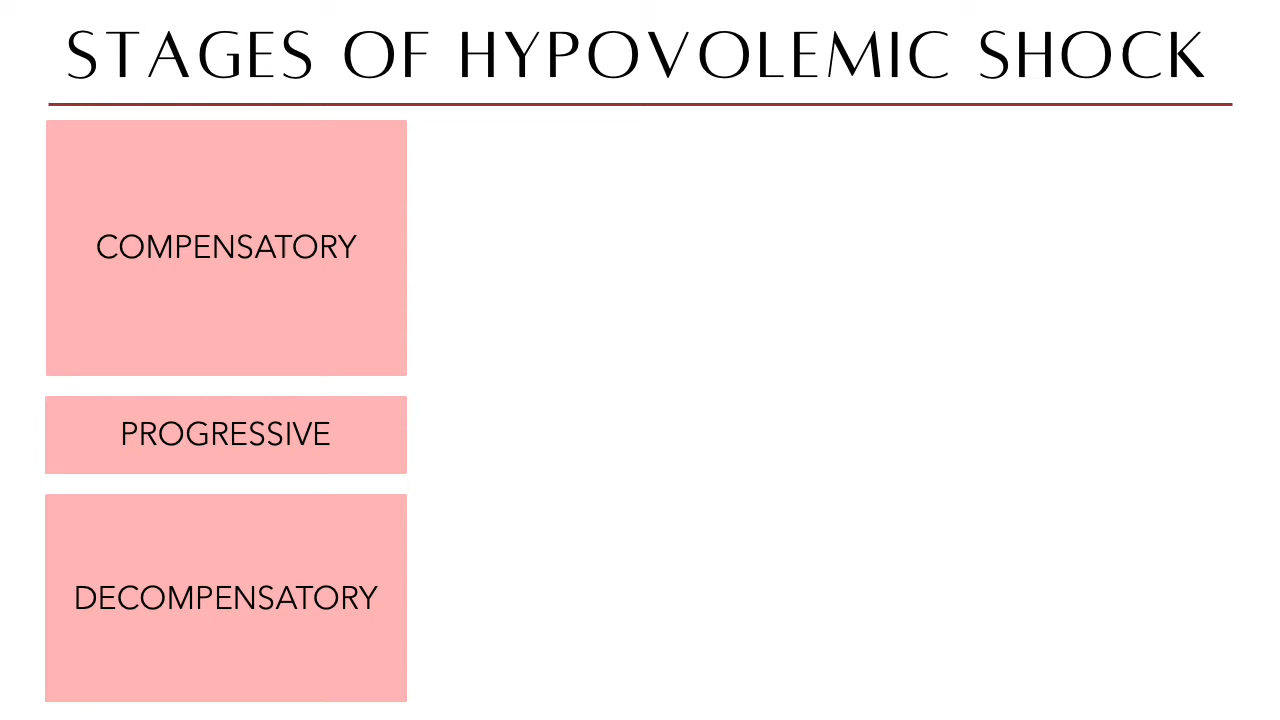 STAGES OF HYPOVOLEMIC SHOCK
COMPENSATORY
PROGRESSIVE
DECOMPENSATORY